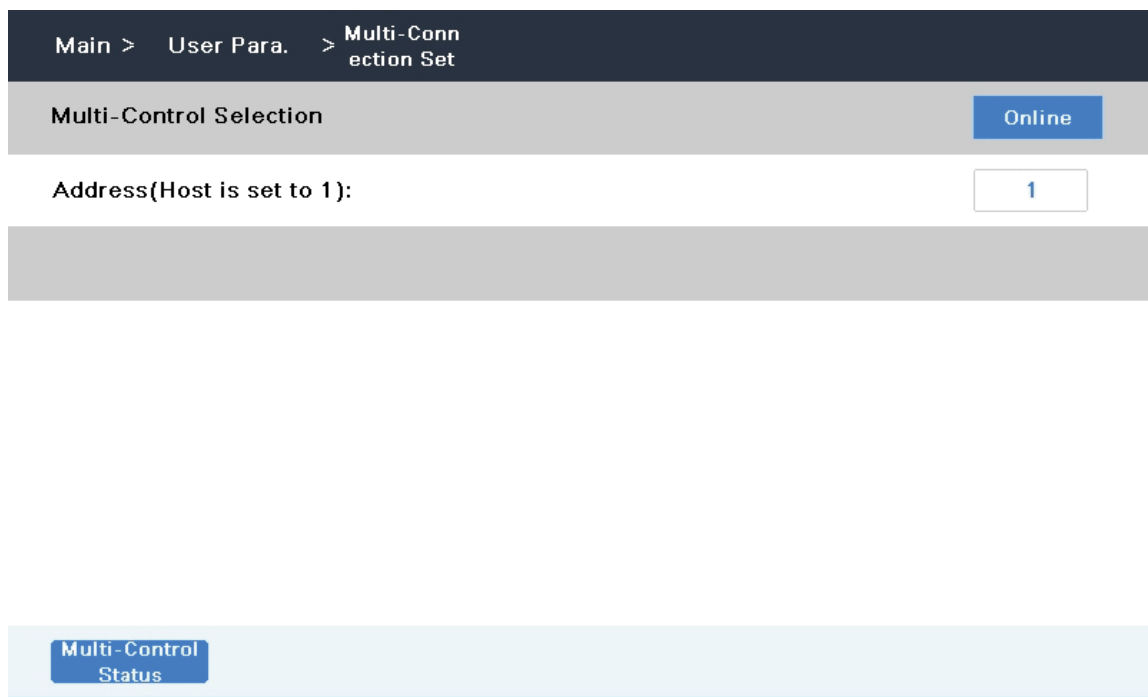 Main >   User Para.   > Multi-Conn
ection Set
Multi-Control Selection
Online
Address(Host is set to 1):
1
Multi-Control
Status